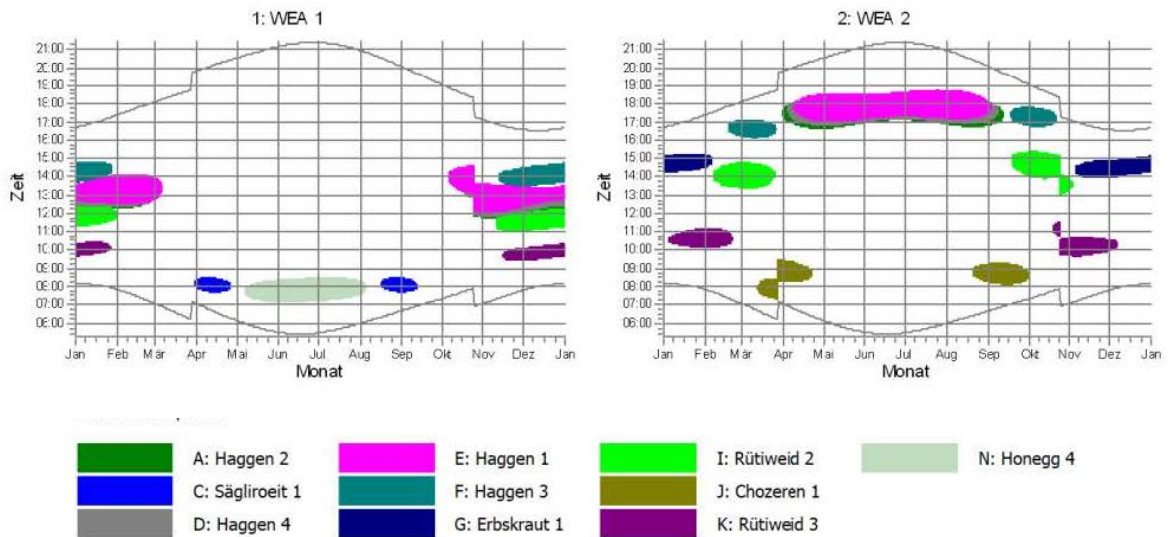 1: WEA 1
21:00
20:00
19:00
18:00
17:00
16:00
15:00
14:00
13:00
12:00
11:00
10:00
09:00
08:00
07:00
06:00
Zeit
Jan Feb Mär Apr Mai Jun Jul Aug Sep Okt Nov Dez Jan
Monat
2: WEA 2
21:00
20:00
19:00
18:00
17:00
16:00
15:00
14:00
13:00
12:00
11:00
10:00
09:00
08:00
07:00
06:00
Zeit
Jan Feb Mär Apr Mai Jun Jul Aug Sep Okt Nov Dez Jan
Monat
A: Haggen 2
E: Haggen 1
I: Rütiweid 2
N: Honegg 4
C: Sägliroeit 1
F: Haggen 3
J: Chozeren 1
D: Haggen 4
G: Erbskraut 1
K: Rütiweid 3